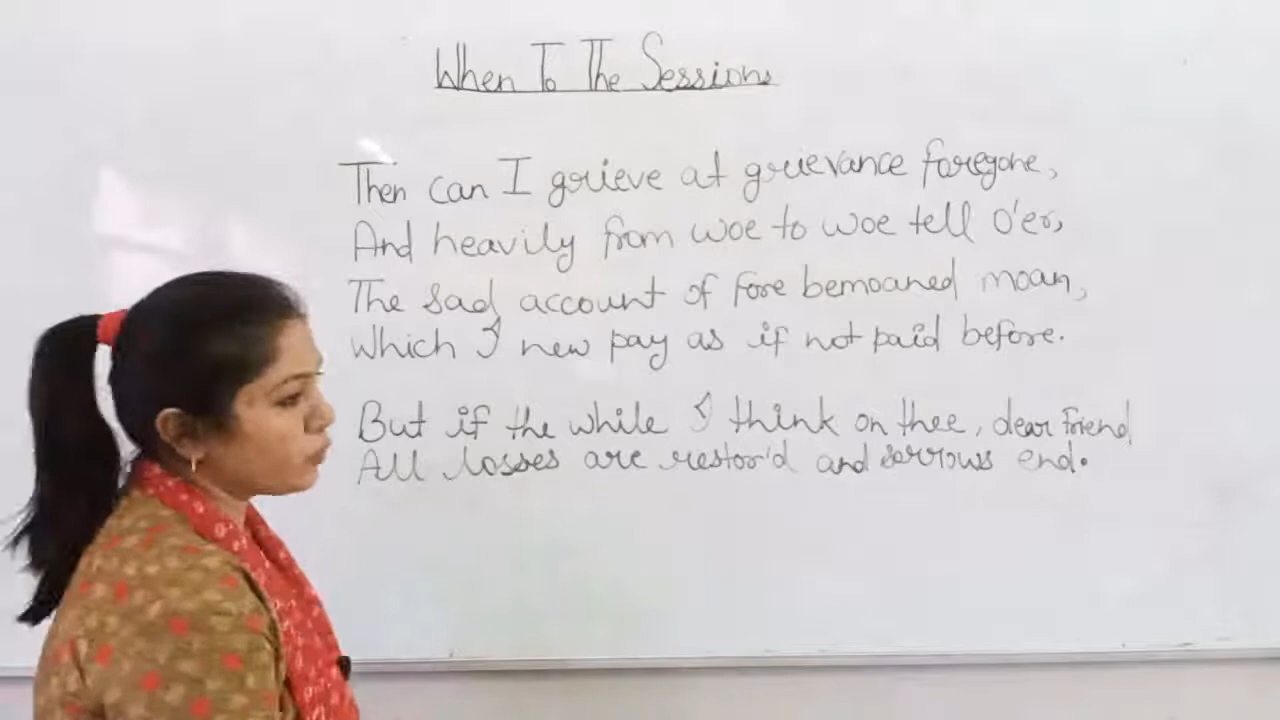 When To The Sessions
Then can I grieve at grievance foregone,
And heavily from woe to woe tell o'er,
The sad account of fore bemoaned moan,
Which I new pay as if not paid before.
But if the while I think on thee, dear friend
All losses are restor'd and sorrows end.